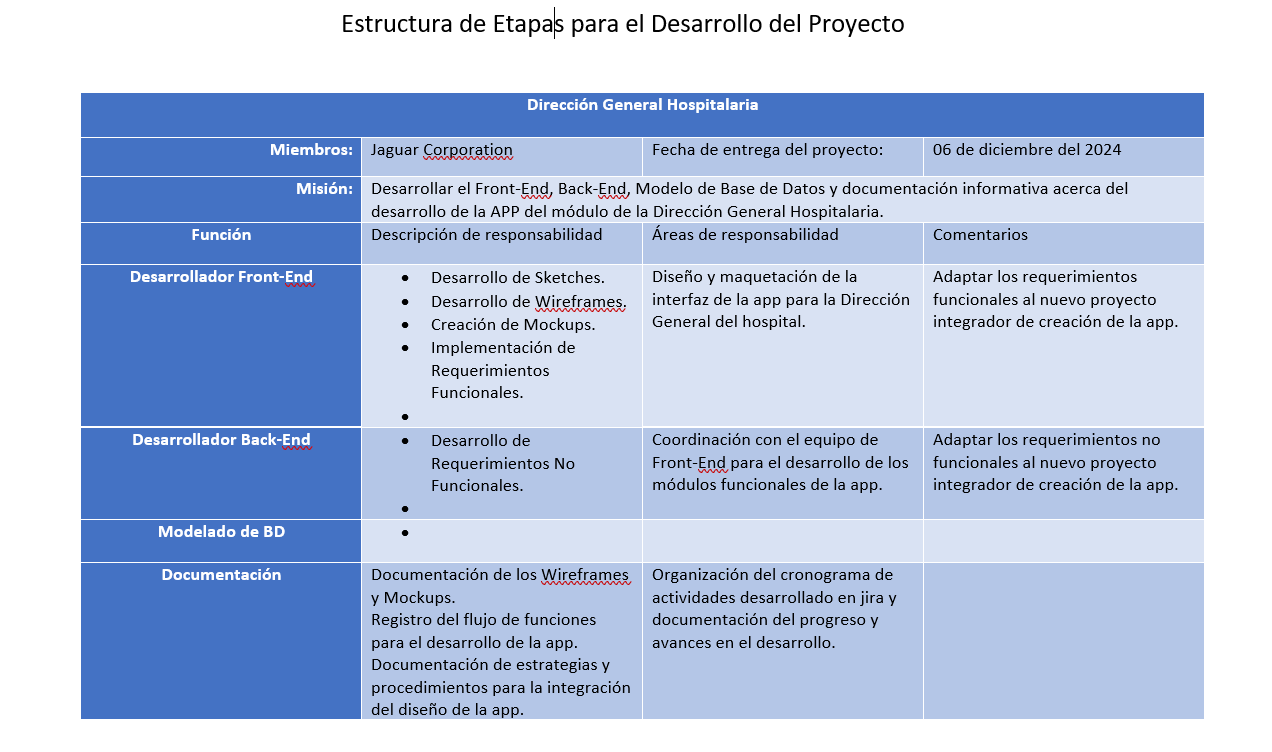 Estructura de Etapas para el Desarrollo del Proyecto
Dirección General Hospitalaria
Miembros:
Jaguar Corporation
Fecha de entrega del proyecto:
06 de diciembre del 2024
Misión:
Desarrollar el Front-End, Back-End, Modelo de Base de Datos y documentación informativa acerca del
desarrollo de la APP del módulo de la Dirección General Hospitalaria.
Función
Descripción de responsabilidad
Áreas de responsabilidad
Comentarios
Desarrollador Front-End
• Desarrollo de Sketches.
• Desarrollo de Wireframes.
• Creación de Mockups.
• Implementación de
Requerimientos
Funcionales.
•
Diseño y maquetación de la
interfaz de la app para la Dirección
General del hospital.
Adaptar los requerimientos
funcionales al nuevo proyecto
integrador de creación de la app.
Desarrollador Back-End
• Desarrollo de
Requerimientos No
Funcionales.
•
Coordinación con el equipo de
Front-End para el desarrollo de los
módulos funcionales de la app.
Adaptar los requerimientos no
funcionales al nuevo proyecto
integrador de creación de la app.
Modelado de BD
•
Documentación
Documentación de los Wireframes
y Mockups.
Registro del flujo de funciones
para el desarrollo de la app.
Documentación de estrategias y
procedimientos para la integración
del diseño de la app.
Organización del cronograma de
actividades desarrollado en jira y
documentación del progreso y
avances en el desarrollo.